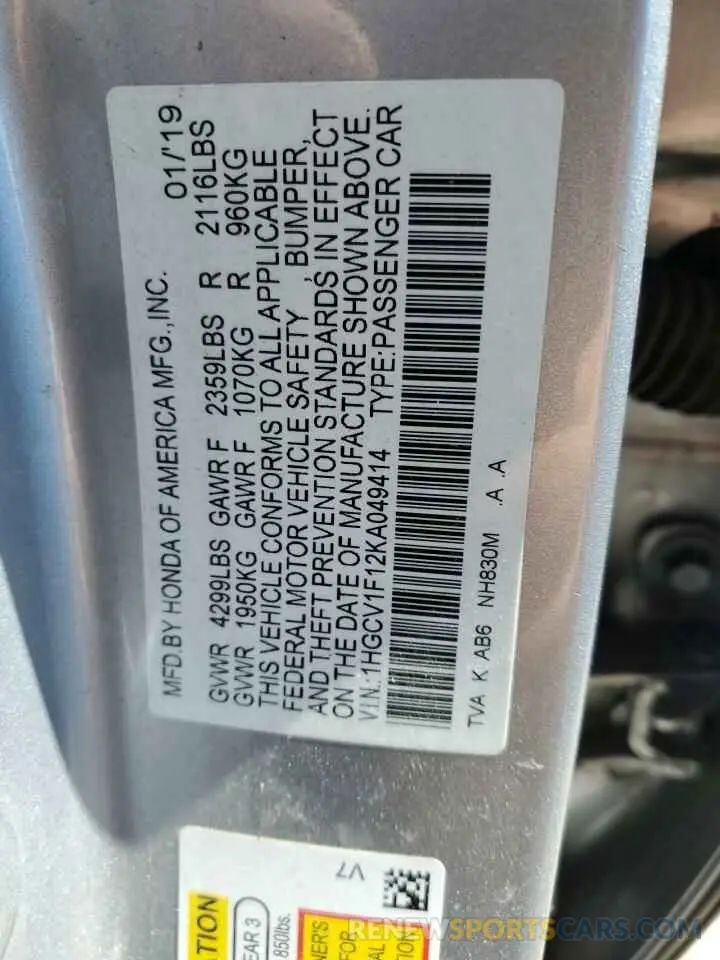 MFD.BY HONDA OF AMERICA MFG.,INC. 01/'19
GVWR 4299LBS GAWR F 2359LBS R 2116LBS
GVWR 1950KG GAWR F 1070KG R 960KG
THIS VEHICLE CONFORMS TO ALL APPLICABLE
FEDERAL MOTOR VEHICLE SAFETY , BUMPER,
AND THEFT PREVENTION STANDARDS IN EFFECT
ON THE DATE OF MANUFACTURE SHOWN ABOVE.
V.I.N.:1HGCV1F12KA049414 TYPE:PASSENGER CAR
TVA K AB6 NH830M .A .A
V7
850lbs.
RENEWSPORTSCARS.COM